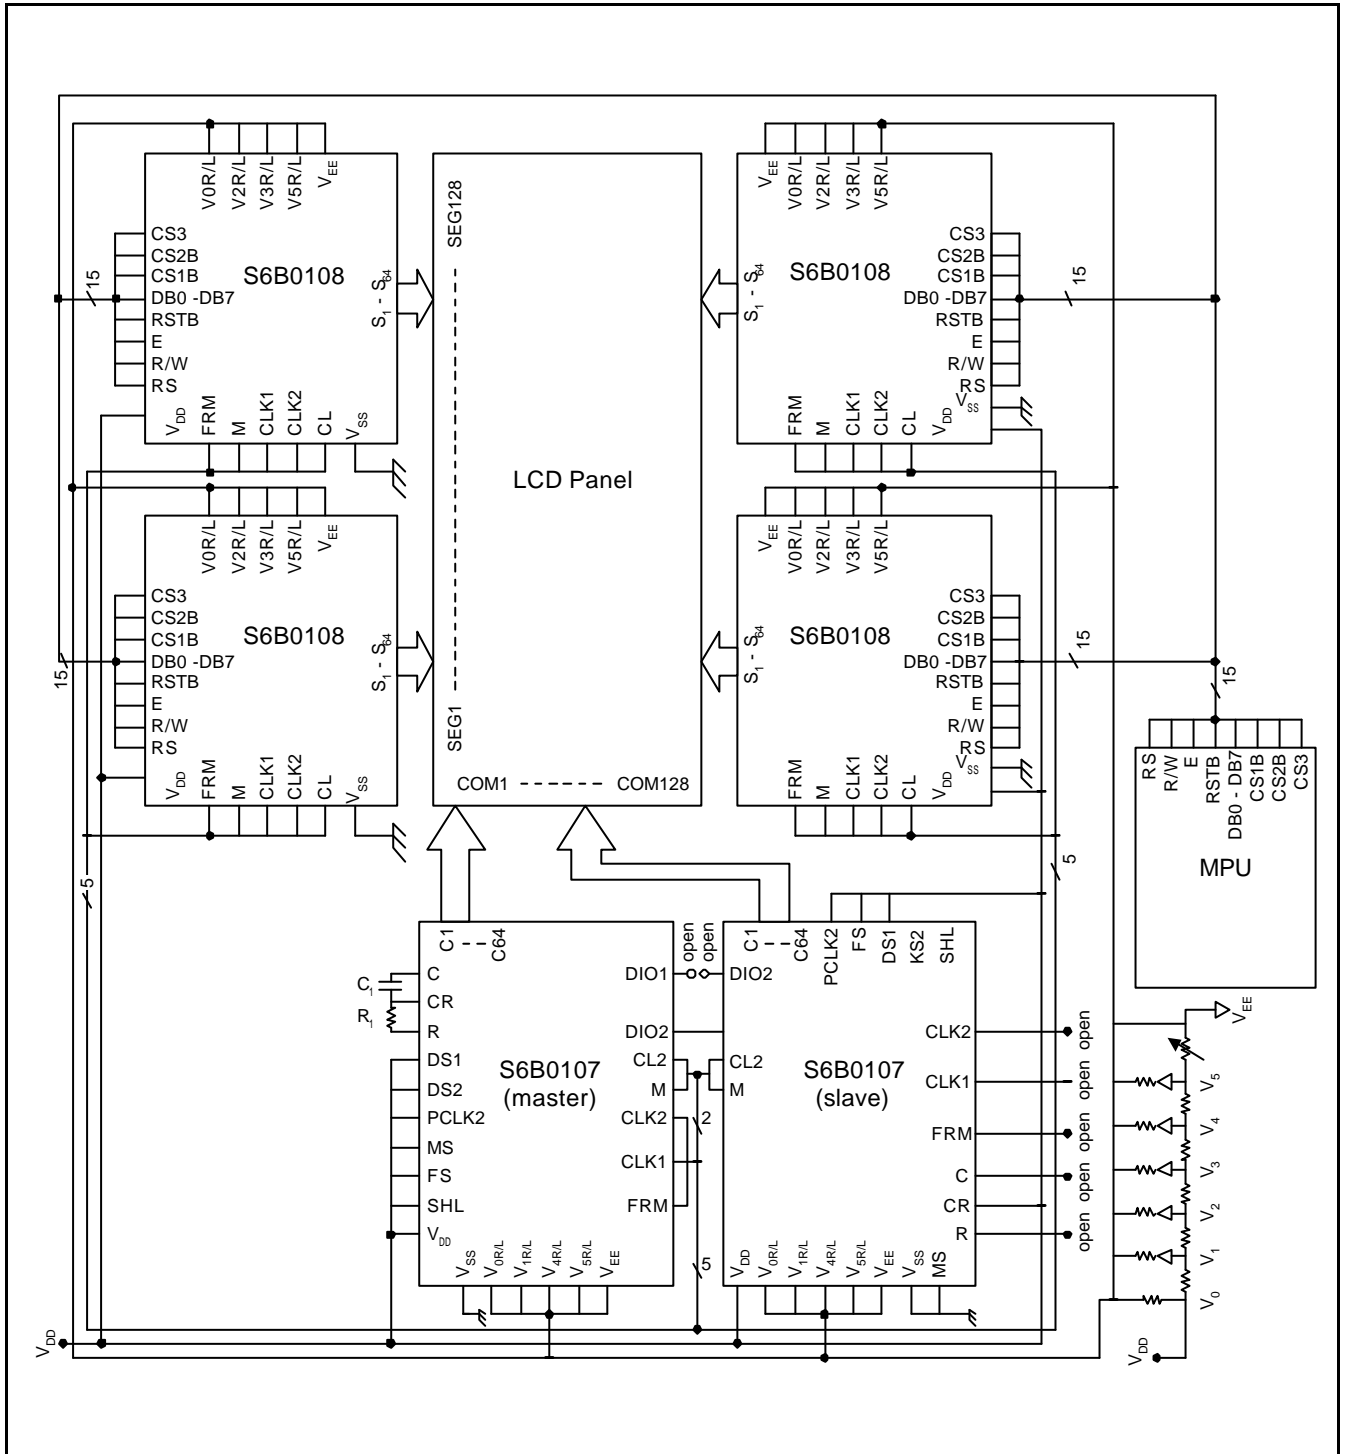 V0R/L V2R/L V3R/L V5R/L VEE
CS3
CS2B
CS1B
DB0 -DB7
RSTB
E
R/W
RS
S6B0108
S1 - S64
VDD FRM M CLK1 CLK2 CL VSS
15
SEG1 SEG128
LCD Panel
COM1 COM128
VEE V0R/L V2R/L V3R/L V5R/L
S1 - S64
S6B0108
CS3
CS2B
CS1B
DB0 -DB7
RSTB
E
R/W
RS
VSS
FRM M CLK1 CLK2 CL VDD
15
V0R/L V2R/L V3R/L V5R/L VEE
CS3
CS2B
CS1B
DB0 -DB7
RSTB
E
R/W
RS
S6B0108
S1 - S64
VDD FRM M CLK1 CLK2 CL VSS
15
5
VEE V0R/L V2R/L V3R/L V5R/L
S1 - S64
S6B0108
CS3
CS2B
CS1B
DB0 -DB7
RSTB
E
R/W
RS
VSS
FRM M CLK1 CLK2 CL VDD
15
15
5
RS R/W E RSTB DB0 - DB7 CS1B CS2B CS3
MPU
C1 - - C64
C1
R1
C
CR
R
DS1
DS2
PCLK2
MS
FS
SHL
VDD
S6B0107
(master)
DIO1
DIO2
CL2
M
CLK2
CLK1
FRM
VSS V0R/L V1R/L V4R/L V5R/L VEE
open open
2
5
C1 - - C64 PCLK2 FS DS1 KS2 SHL
DIO2
CL2
M
S6B0107
(slave)
CLK2
CLK1
FRM
C
CR
R
VDD V0R/L V1R/L V4R/L V5R/L VEE VSS MS
open
open
open
open
open
VEE
V5
V4
V3
V2
V1
V0
VDD
VDD